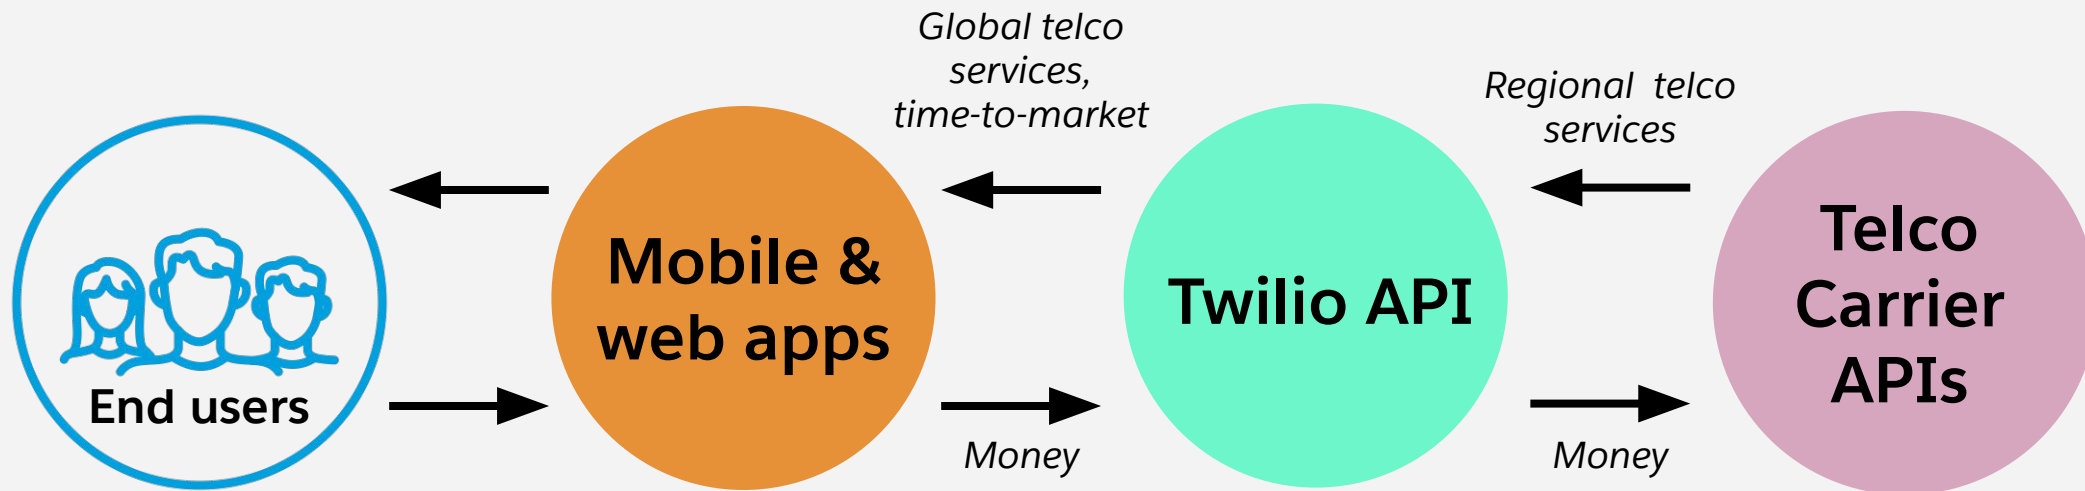 Global telco
services,
time-to-market
Regional telco
services
End users
Mobile &
web apps
Twilio API
Telco
Carrier
APIs
Money
Money